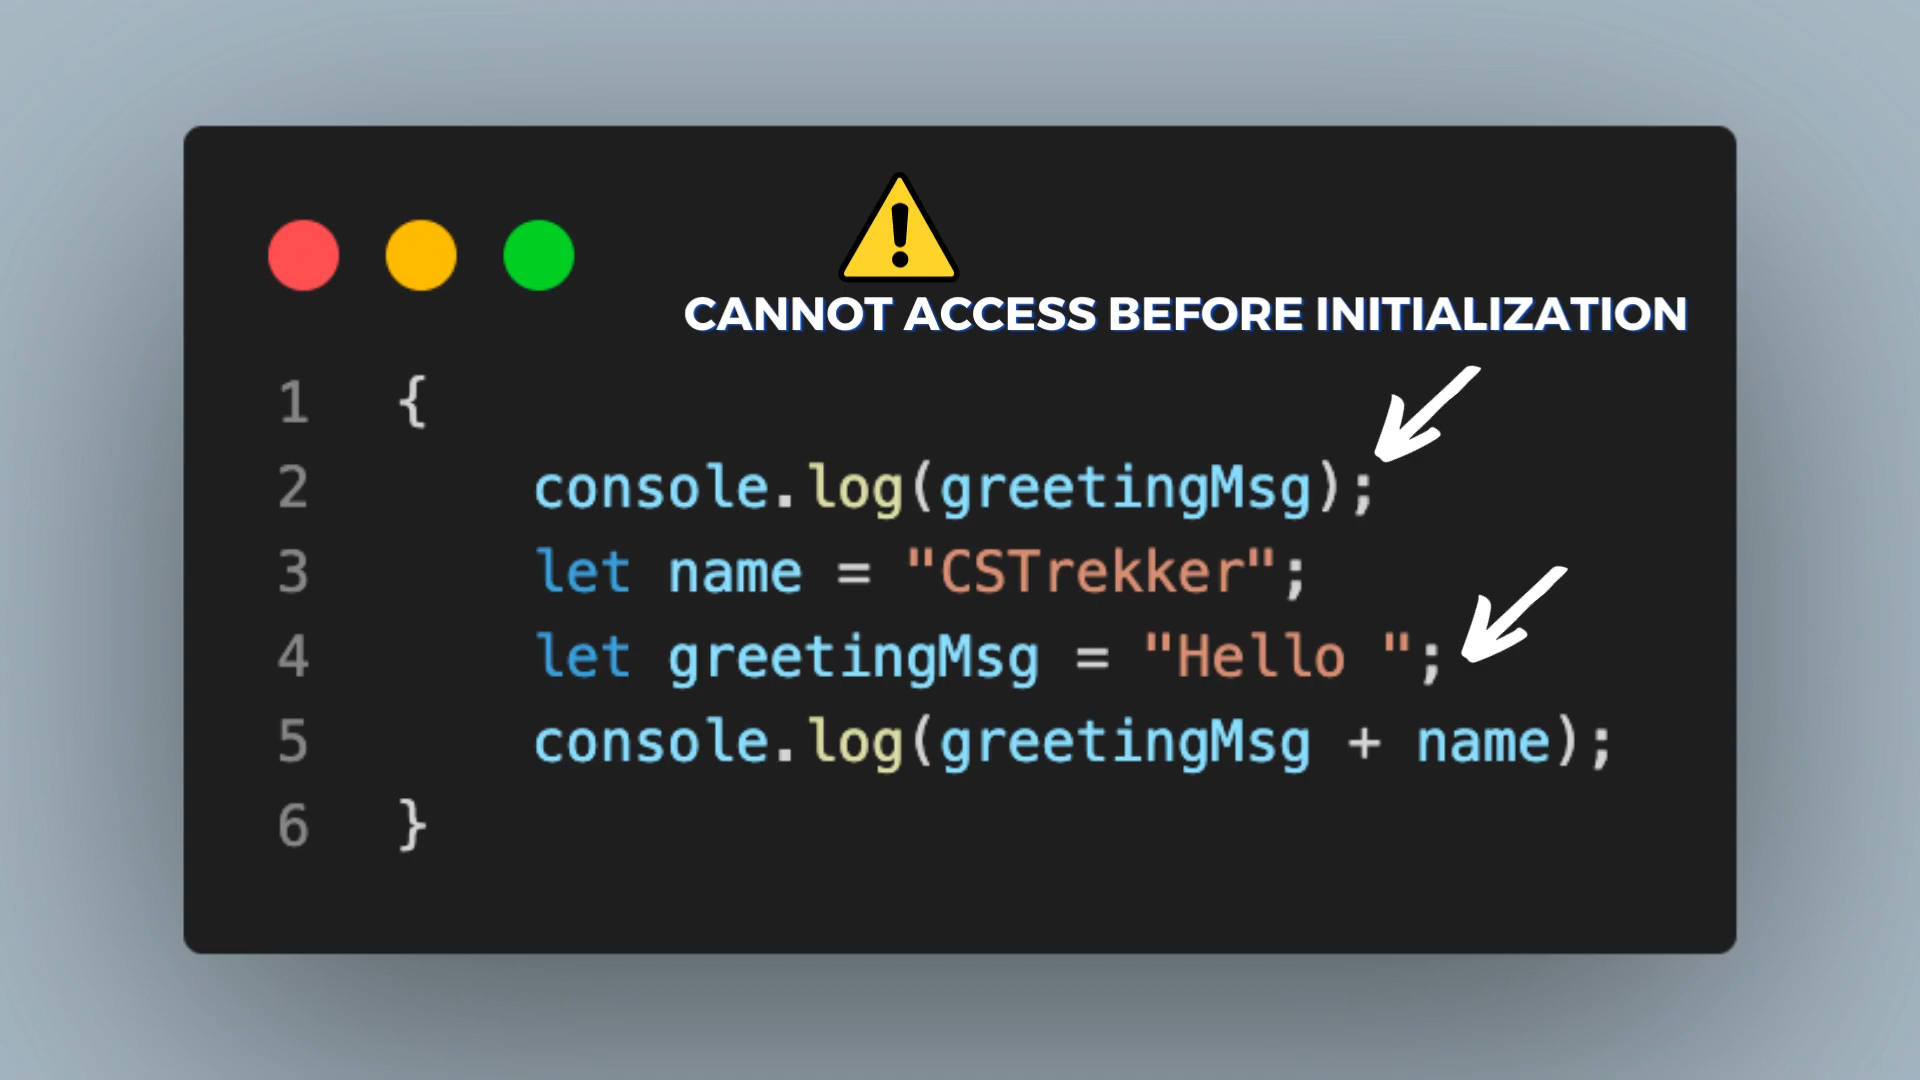 CANNOT ACCESS BEFORE INITIALIZATION
1 {
2 console.log(greetingMsg);
3 let name = "CSTrekker";
4 let greetingMsg = "Hello ";
5 console.log(greetingMsg + name);
6 }